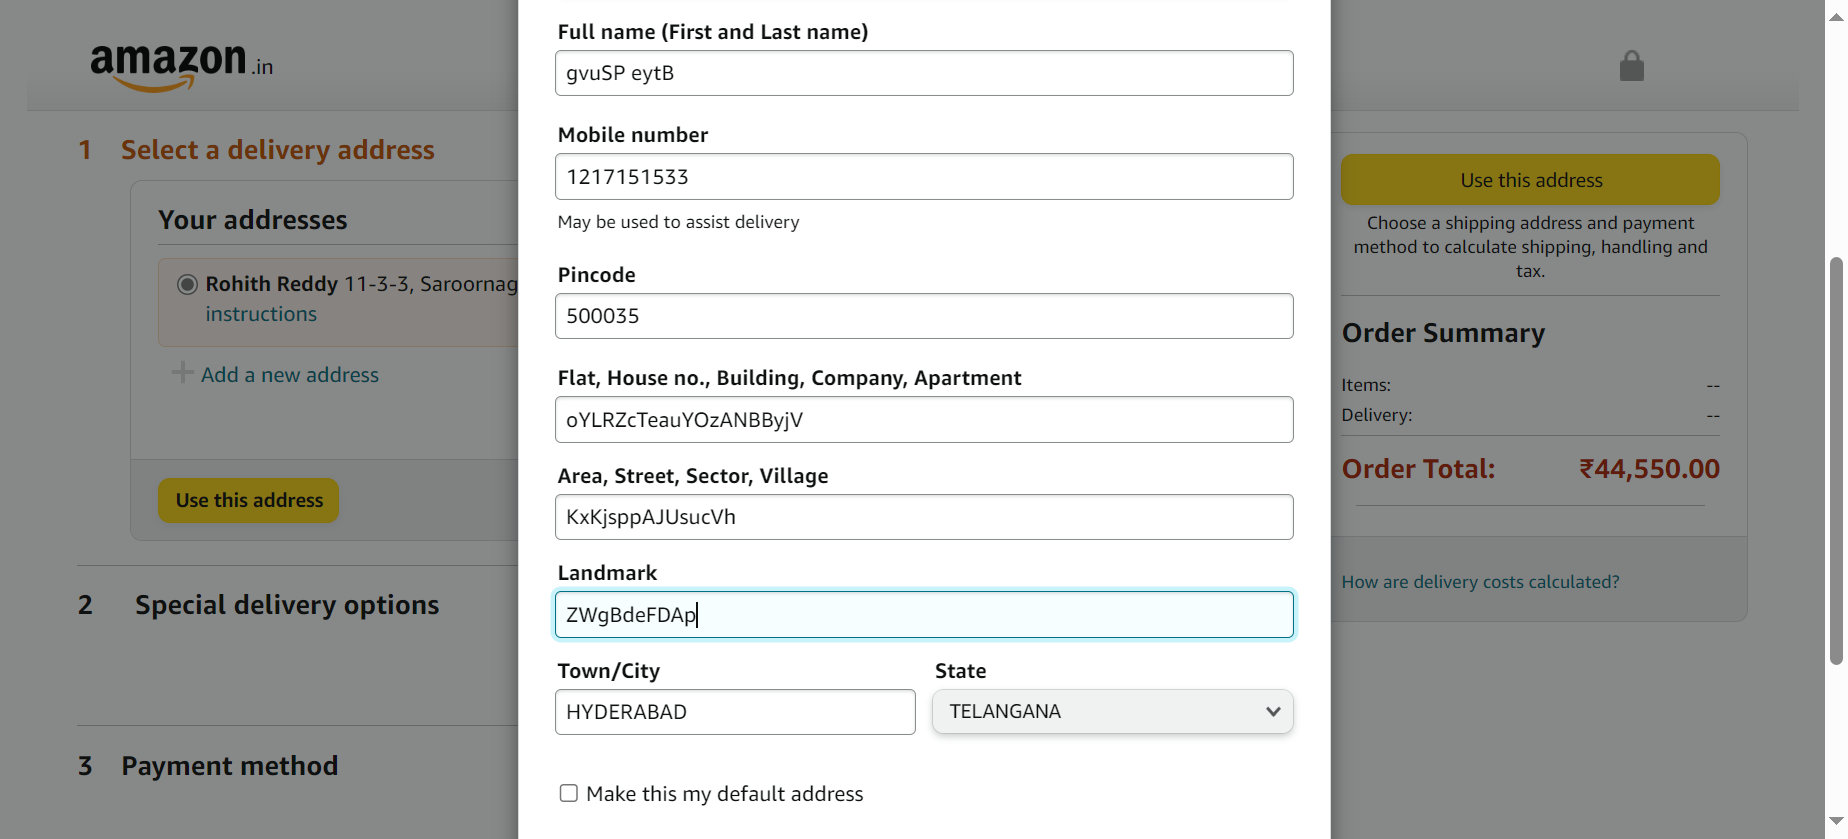 amazon.in
1 Select a delivery address
Your addresses
Rohith Reddy 11-3-3, Saroornag
instructions
Add a new address
Use this address
2 Special delivery options
3 Payment method
Full name (First and Last name)
gvuSP eytB
Mobile number
1217151533
May be used to assist delivery
Pincode
500035
Flat, House no., Building, Company, Apartment
oYLRZcTeauYOzANBByjV
Area, Street, Sector, Village
KxKjsppAJUsucVh
Landmark
ZWgBdeFDAp
Town/City State
HYDERABAD TELANGANA
Make this my default address
Use this address
Choose a shipping address and payment
method to calculate shipping, handling and
tax.
Order Summary
Items: --
Delivery: --
Order Total: ₹44,550.00
How are delivery costs calculated?